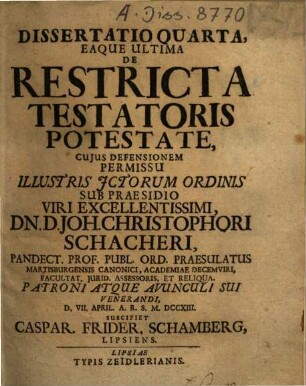 A. Diss. 8770
DISSERTATIO QUARTA,
EAQUE ULTIMA
DE
RESTRICTA
TESTATORIS
POTESTATE,
CUJUS DEFENSIONEM
PERMISSU
ILLUSTRIS JCTORUM ORDINIS
SUB PRAESIDIO
VIRI EXCELLENTISSIMI,
DN. D. JOH. CHRISTOPHORI
SCHACHERI,
PANDECT. PROF. PUBL. ORD. PRAESULATUS
MARTISBURGENSIS CANONICI, ACADEMIAE DECEMVIRI,
FACULTAT. JURID. ASSESSORIS, ET RELIQUA.
PATRONI ATQUE AVUNCULI SUI
VENERANDI,
D. VII. APRIL. A. R. S. M. DCCXIII.
SUSCIPIET
CASPAR. FRIDER. SCHAMBERG,
LIPSIENS.
LIPSIAE
TYPIS ZEIDLERIANIS.